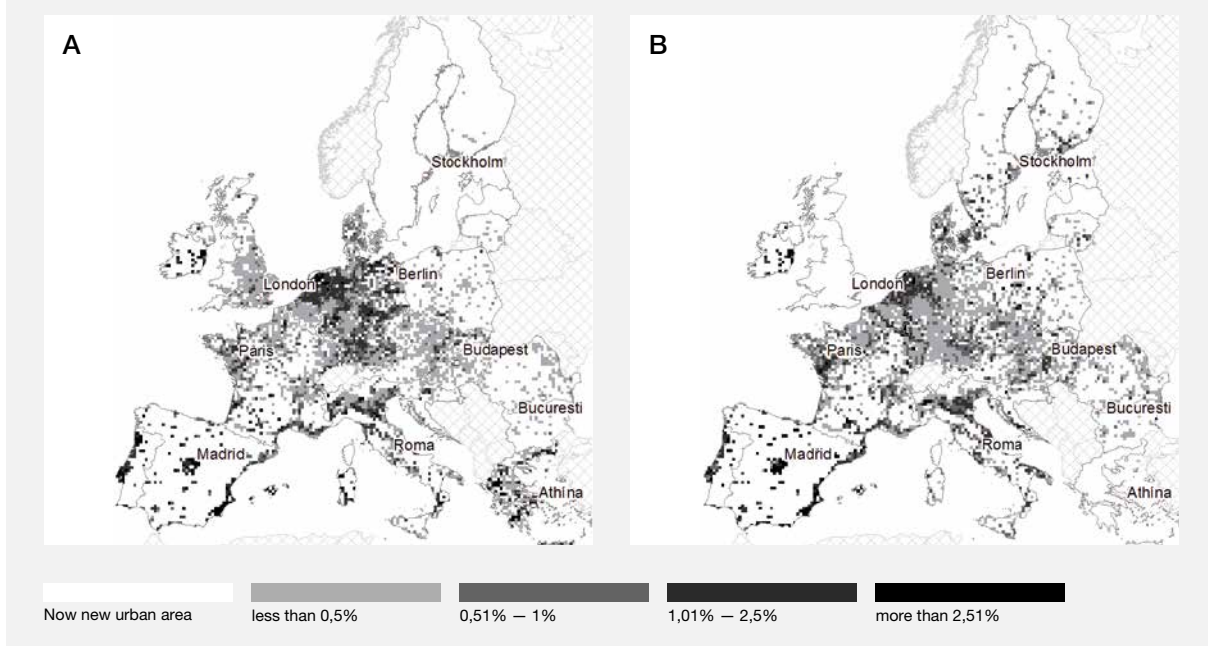 A
Stockholm
London
Berlin
Paris
Budapest
Bucuresti
Madrid
Roma
Athina
B
Stockholm
London
Berlin
Paris
Budapest
Bucuresti
Madrid
Roma
Athina
Now new urban area
less than 0,5%
0,51% — 1%
1,01% — 2,5%
more than 2,51%